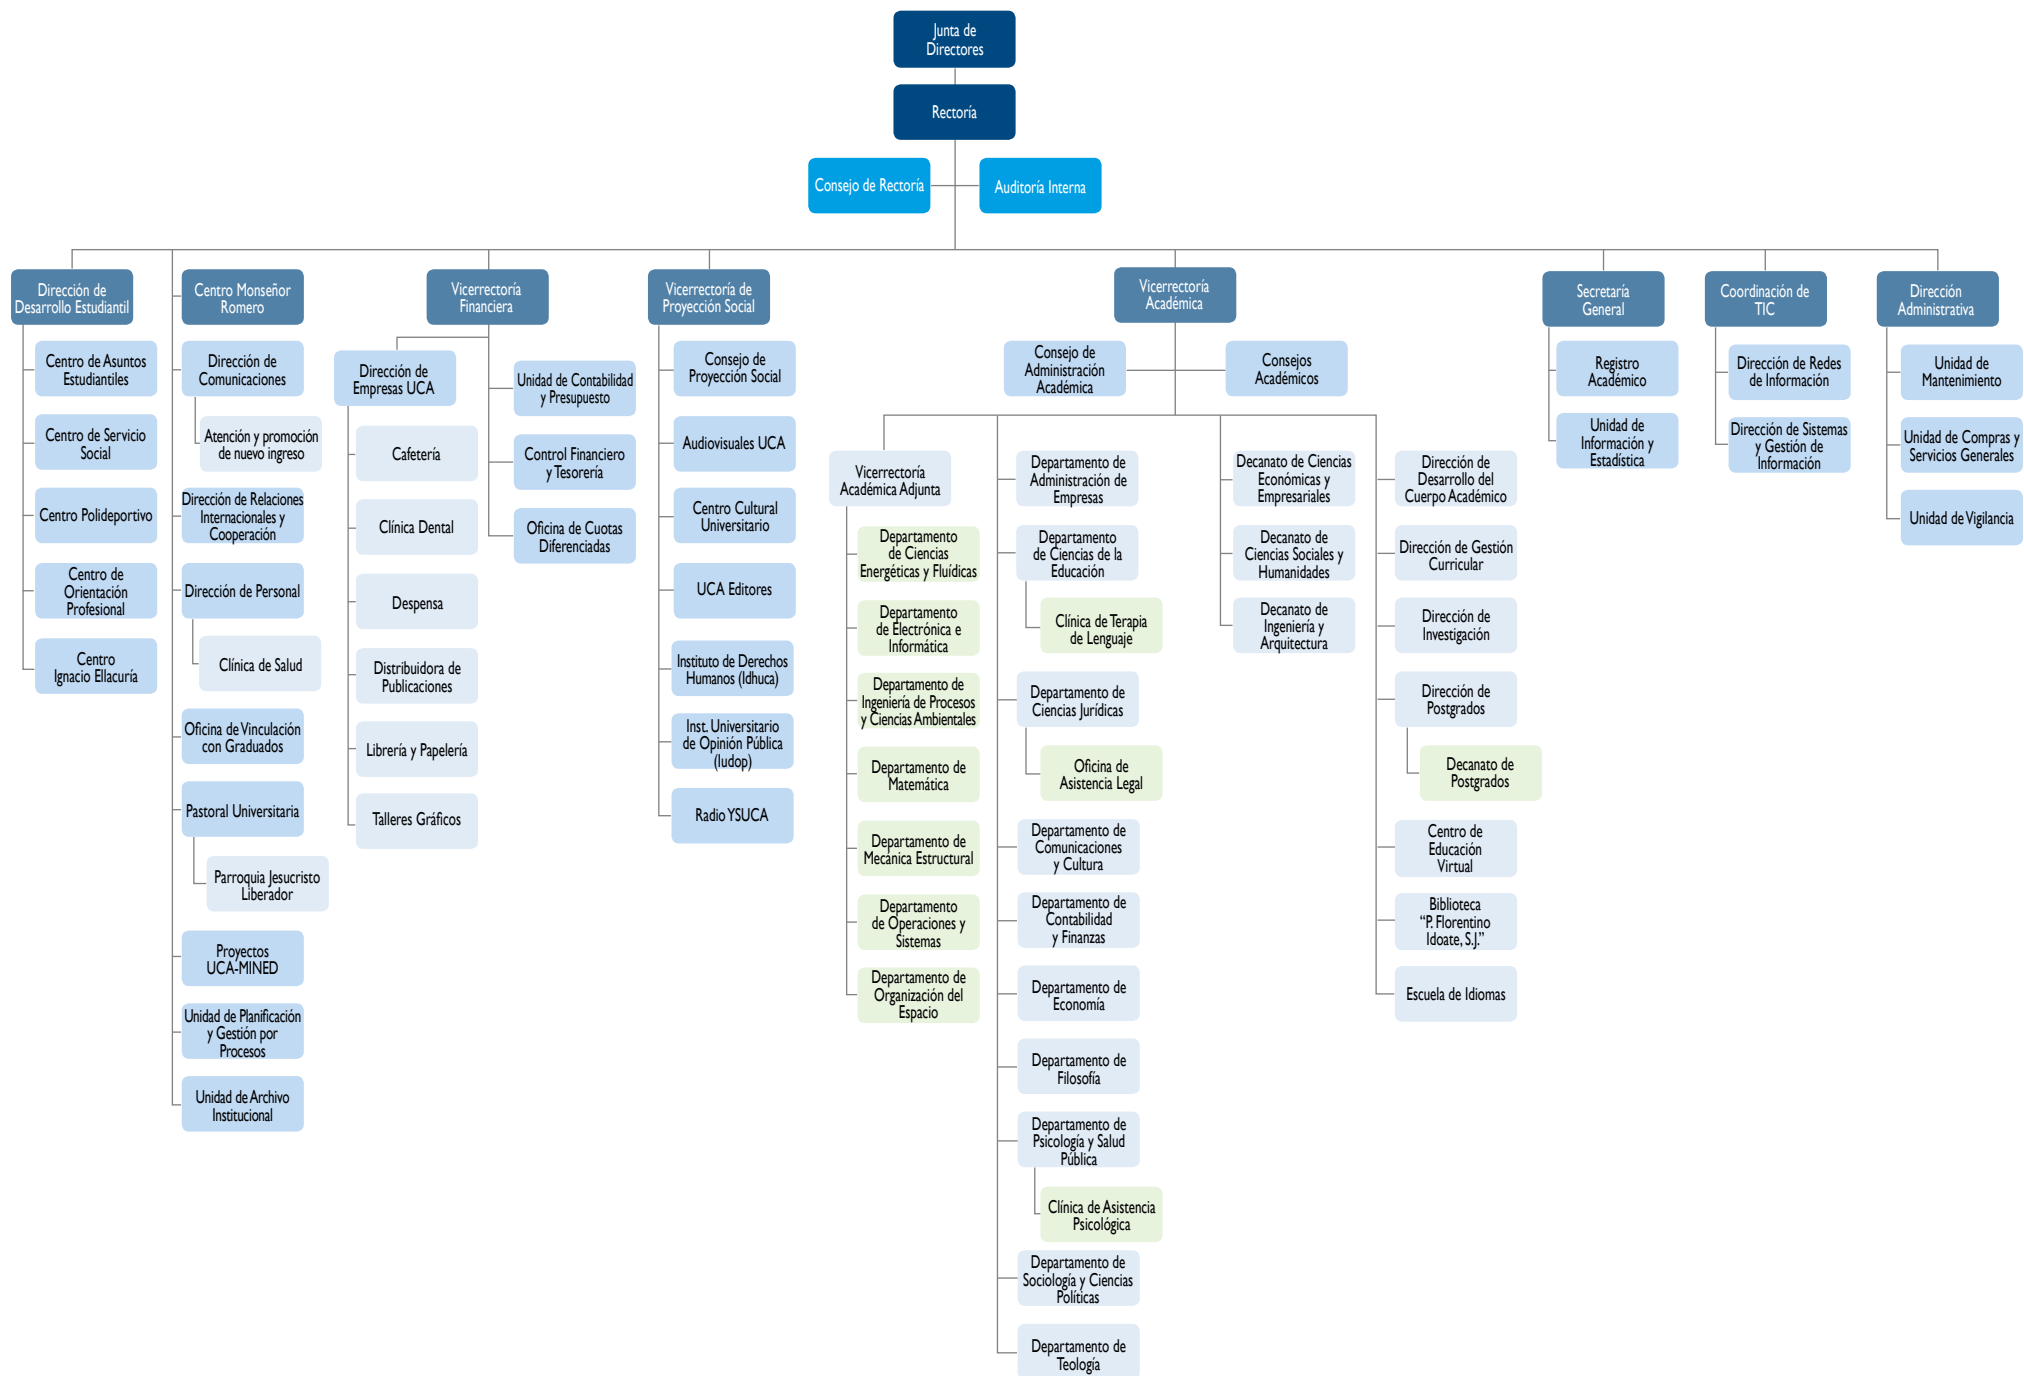 Junta de
Directores
Rectoría
Consejo de Rectoría
Auditoría Interna
Dirección de
Desarrollo Estudiantil
Centro de Asuntos
Estudiantiles
Centro de Servicio
Social
Centro Polideportivo
Centro de
Orientación
Profesional
Centro
Ignacio Ellacuría
Centro Monseñor
Romero
Dirección de
Comunicaciones
Atención y promoción
de nuevo ingreso
Dirección de Relaciones
Internacionales y
Cooperación
Dirección de Personal
Clínica de Salud
Oficina de Vinculación
con Graduados
Pastoral Universitaria
Parroquia Jesucristo
Liberador
Proyectos
UCA-MINED
Unidad de Planificación
y Gestión por
Procesos
Unidad de Archivo
Institucional
Vicerrectoría
Financiera
Dirección de
Empresas UCA
Cafetería
Clínica Dental
Despensa
Distribuidora de
Publicaciones
Librería y Papelería
Talleres Gráficos
Unidad de Contabilidad
y Presupuesto
Control Financiero
y Tesorería
Oficina de Cuotas
Diferenciadas
Vicerrectoría de
Proyección Social
Consejo de
Proyección Social
Audiovisuales UCA
Centro Cultural
Universitario
UCA Editores
Instituto de Derechos
Humanos (Idhuca)
Inst. Universitario
de Opinión Pública
(Iudop)
Radio YSUCA
Vicerrectoría
Académica
Consejo de
Administración
Académica
Consejos
Académicos
Vicerrectoría
Académica Adjunta
Departamento
de Ciencias
Energéticas y Fluídicas
Departamento
de Electrónica e
Informática
Departamento de
Ingeniería de Procesos
y Ciencias Ambientales
Departamento de
Matemática
Departamento de
Mecánica Estructural
Departamento
de Operaciones y
Sistemas
Departamento de
Organización del
Espacio
Departamento de
Administración de
Empresas
Departamento
de Ciencias de la
Educación
Clínica de Terapia
de Lenguaje
Departamento de
Ciencias Jurídicas
Oficina de
Asistencia Legal
Departamento de
Comunicaciones
y Cultura
Departamento de
Contabilidad
y Finanzas
Departamento de
Economía
Departamento de
Filosofía
Departamento de
Psicología y Salud
Pública
Clínica de Asistencia
Psicológica
Departamento de
Sociología y Ciencias
Políticas
Departamento de
Teología
Decanato de Ciencias
Económicas y
Empresariales
Decanato de
Ciencias Sociales y
Humanidades
Decanato de
Ingeniería y
Arquitectura
Dirección de
Desarrollo del
Cuerpo Académico
Dirección de Gestión
Curricular
Dirección de
Investigación
Dirección de
Postgrados
Decanato de
Postgrados
Centro de
Educación
Virtual
Biblioteca
“P. Florentino
Idoate, S.J.”
Escuela de Idiomas
Secretaría
General
Registro
Académico
Unidad de
Información y
Estadística
Coordinación de
TIC
Dirección de Redes
de Información
Dirección de Sistemas
y Gestión de
Información
Dirección
Administrativa
Unidad de
Mantenimiento
Unidad de Compras y
Servicios Generales
Unidad de Vigilancia